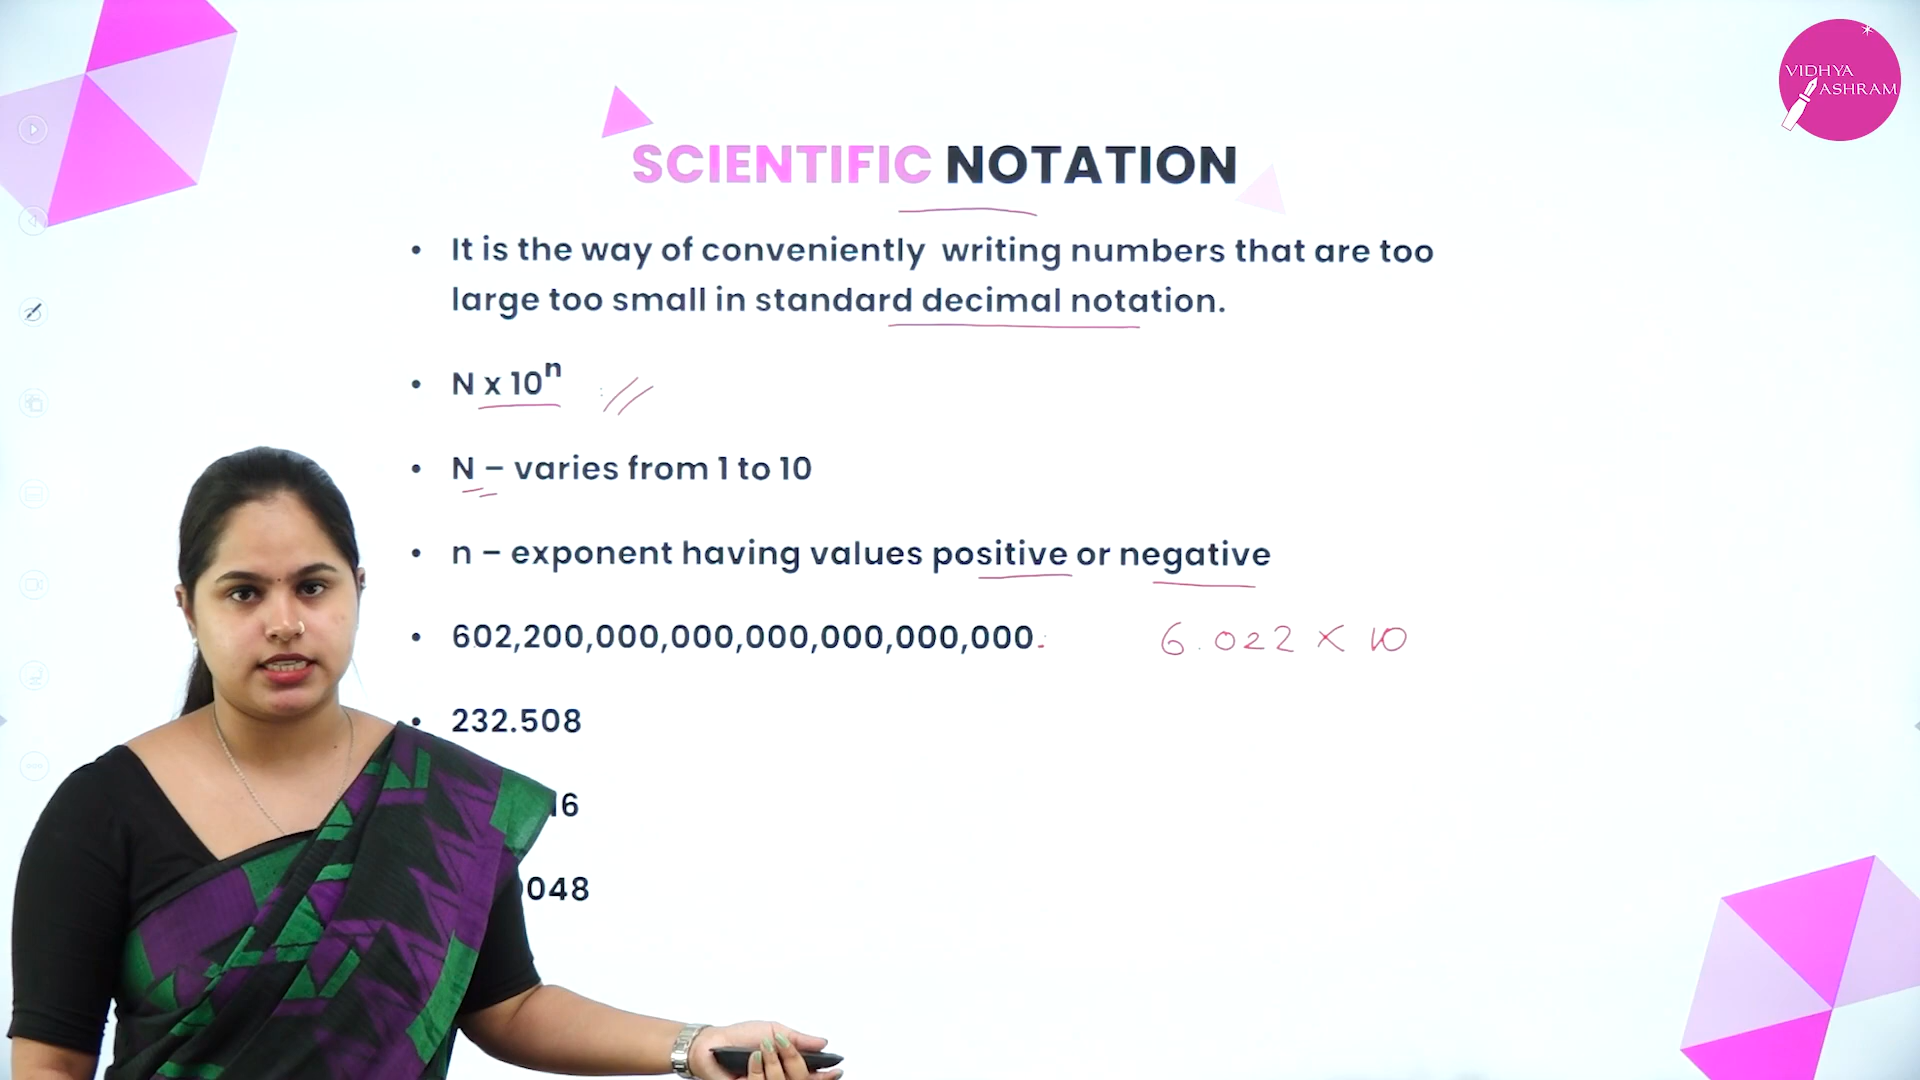 VIDHYA
ASHRAM
SCIENTIFIC NOTATION
• It is the way of conveniently writing numbers that are too
large too small in standard decimal notation.
• N x 10ⁿ
• N – varies from 1 to 10
• n – exponent having values positive or negative
• 602,200,000,000,000,000,000,000. 6.022 × 10
• 232.508
16
048